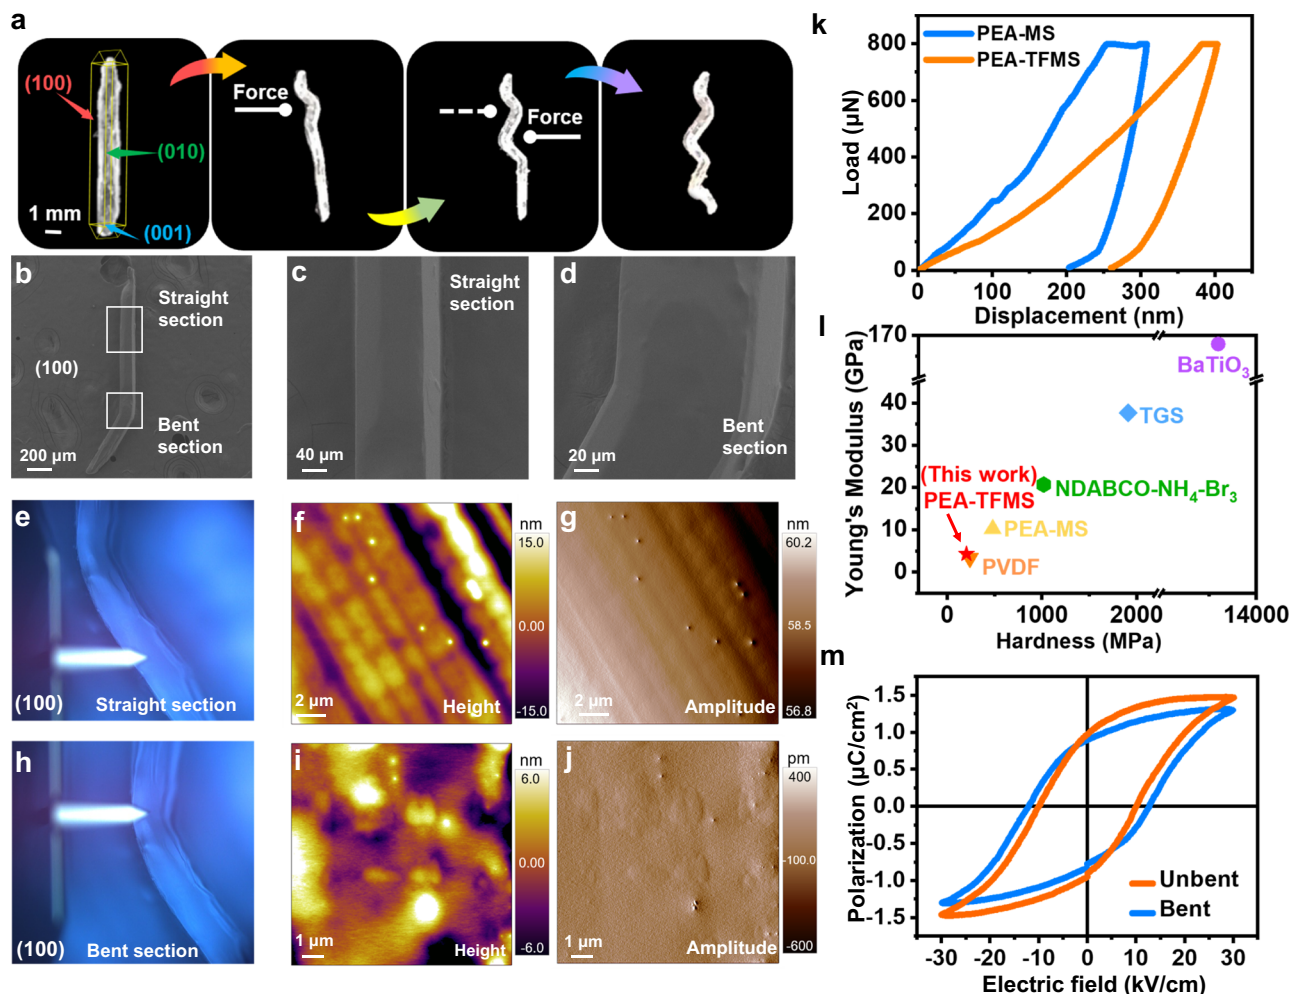 a
(100)
(010)
(001)
1 mm
Force
Force
b
Straight
section
(100)
Bent
section
200 μm
c
Straight
section
40 μm
d
Bent
section
20 μm
e
(100)
Straight section
f
2 μm
Height
nm
15.0
0.00
-15.0
g
2 μm
Amplitude
nm
60.2
58.5
56.8
h
(100)
Bent section
i
1 μm
Height
nm
6.0
0.00
-6.0
j
1 μm
Amplitude
pm
400
-100.0
-600
k
PEA-MS
PEA-TFMS
Load (μN)
800
600
400
200
0
0 100 200 300 400
Displacement (nm)
l
Young's Modulus (GPa)
170
40
30
20
10
0
BaTiO₃
TGS
(This work)
PEA-TFMS
NDABCO-NH₄-Br₃
PEA-MS
PVDF
0 1000 2000 14000
Hardness (MPa)
m
Polarization (μC/cm²)
1.5
1.0
0.5
0.0
-0.5
-1.0
-1.5
Unbent
Bent
-30 -20 -10 0 10 20 30
Electric field (kV/cm)